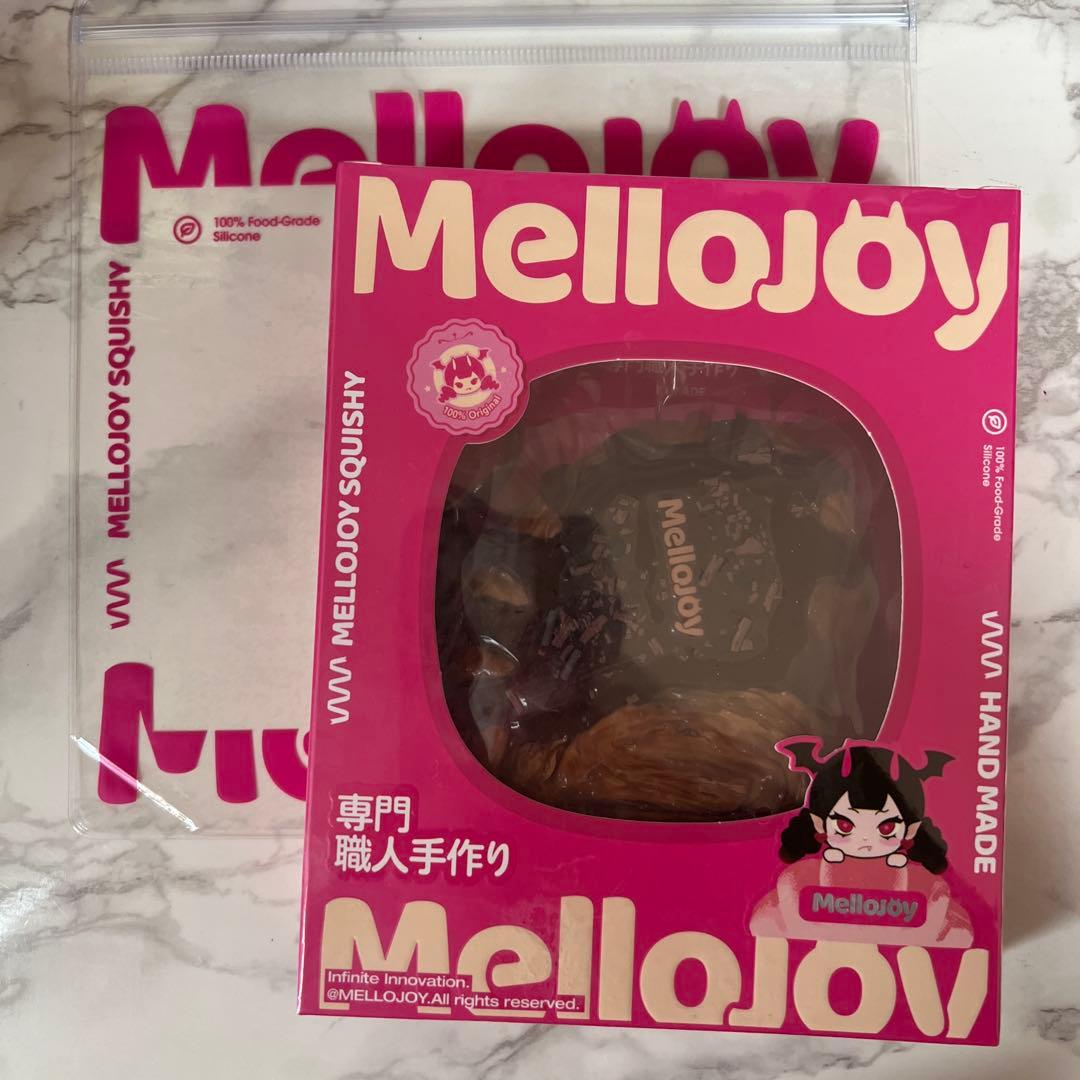 Mellojoy
100% Food-Grade
Silicone
MELLOJOY SQUISHY
Mellojoy
100% Original
MELLOJOY SQUISHY
100% Food-Grade
Silicone
Mellojoy
HAND MADE
専門
職人手作り
Mellojoy
Mellojoy
Infinite Innovation.
@MELLOJOY.All rights reserved.